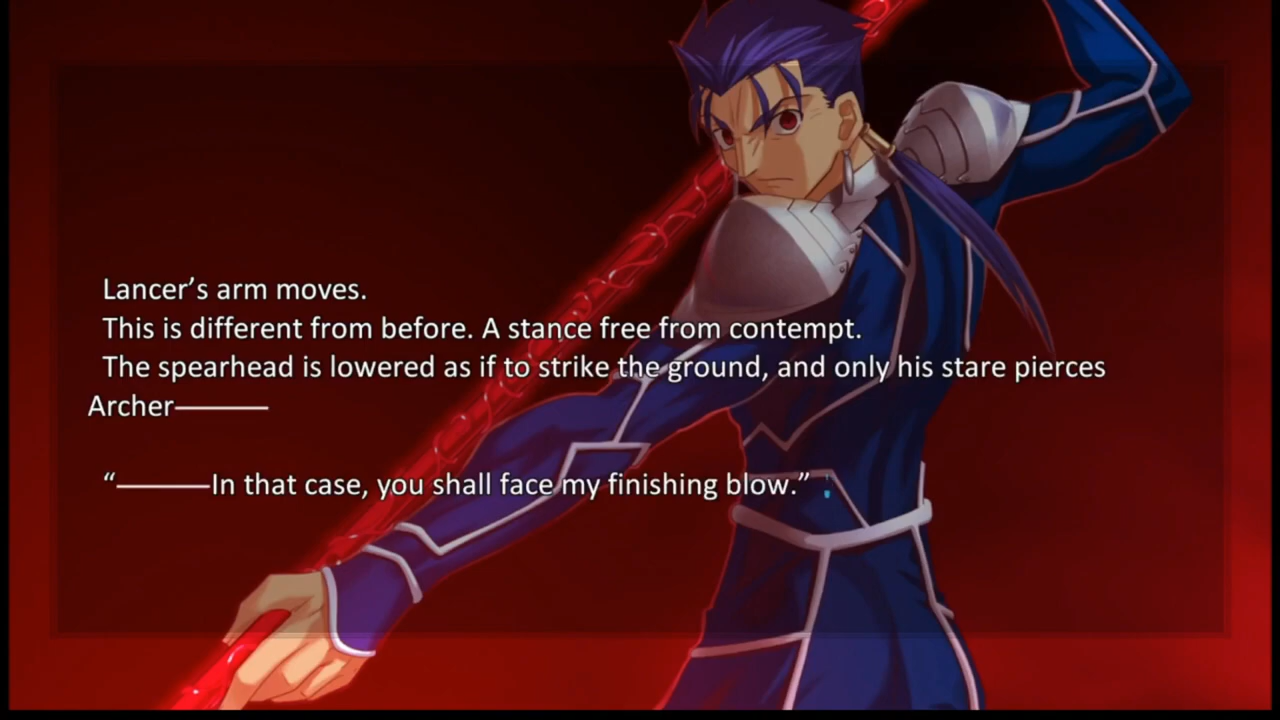 Lancer’s arm moves.
This is different from before. A stance free from contempt.
The spearhead is lowered as if to strike the ground, and only his stare pierces
Archer———
“———In that case, you shall face my finishing blow.”